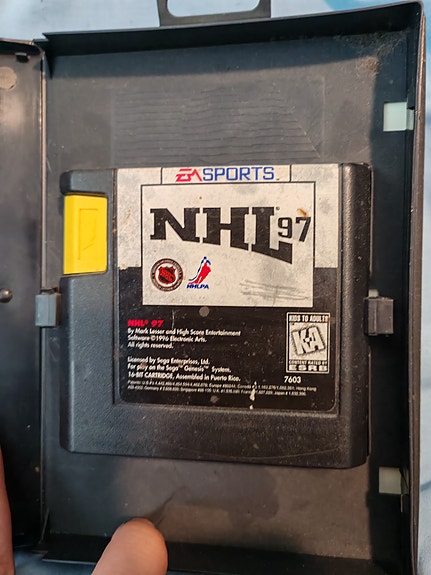 EA SPORTS
NHL 97
NHLPA
NHL® 97
By Mark Lesser and High Score Entertainment
Software © 1996 Electronic Arts.
All rights reserved.
Licensed by Sega Enterprises, Ltd.
For play on the Sega™ Genesis™ System.
16-BIT CARTRIDGE, Assembled in Puerto Rico.
KIDS TO ADULTS
K-A
CONTENT RATED BY
ESRB
7603